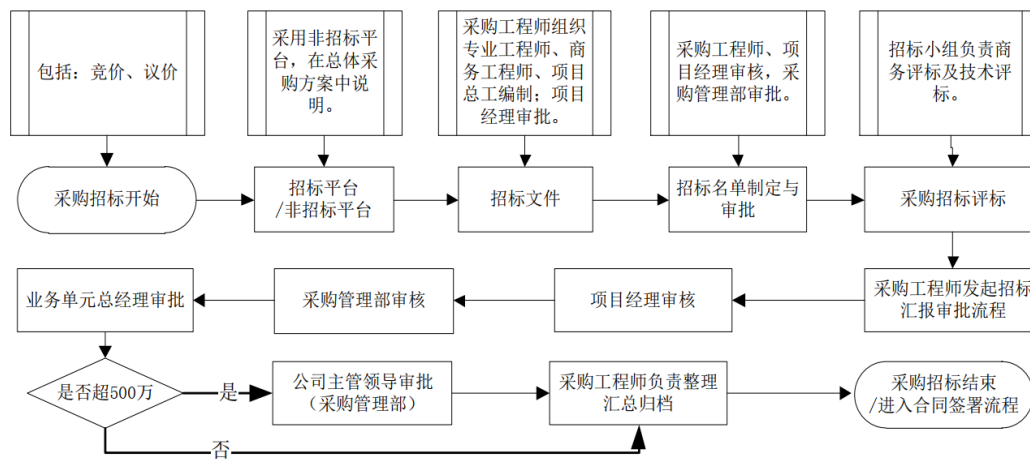 包括：竞价、议价
采用非招标平
台，在总体采
购方案中说
明。
采购工程师组织
专业工程师、商
务工程师、项目
总工编制；项目
经理审批。
采购工程师、项
目经理审核，采
购管理部审批。
招标小组负责商
务评标及技术评
标。
采购招标开始
招标平台
/非招标平台
招标文件
招标名单制定与
审批
采购招标评标
业务单元总经理审批
采购管理部审核
项目经理审核
采购工程师发起招标
汇报审批流程
是否超500万
是
公司主管领导审批
（采购管理部）
采购工程师负责整理
汇总归档
采购招标结束
/进入合同签署流程
否